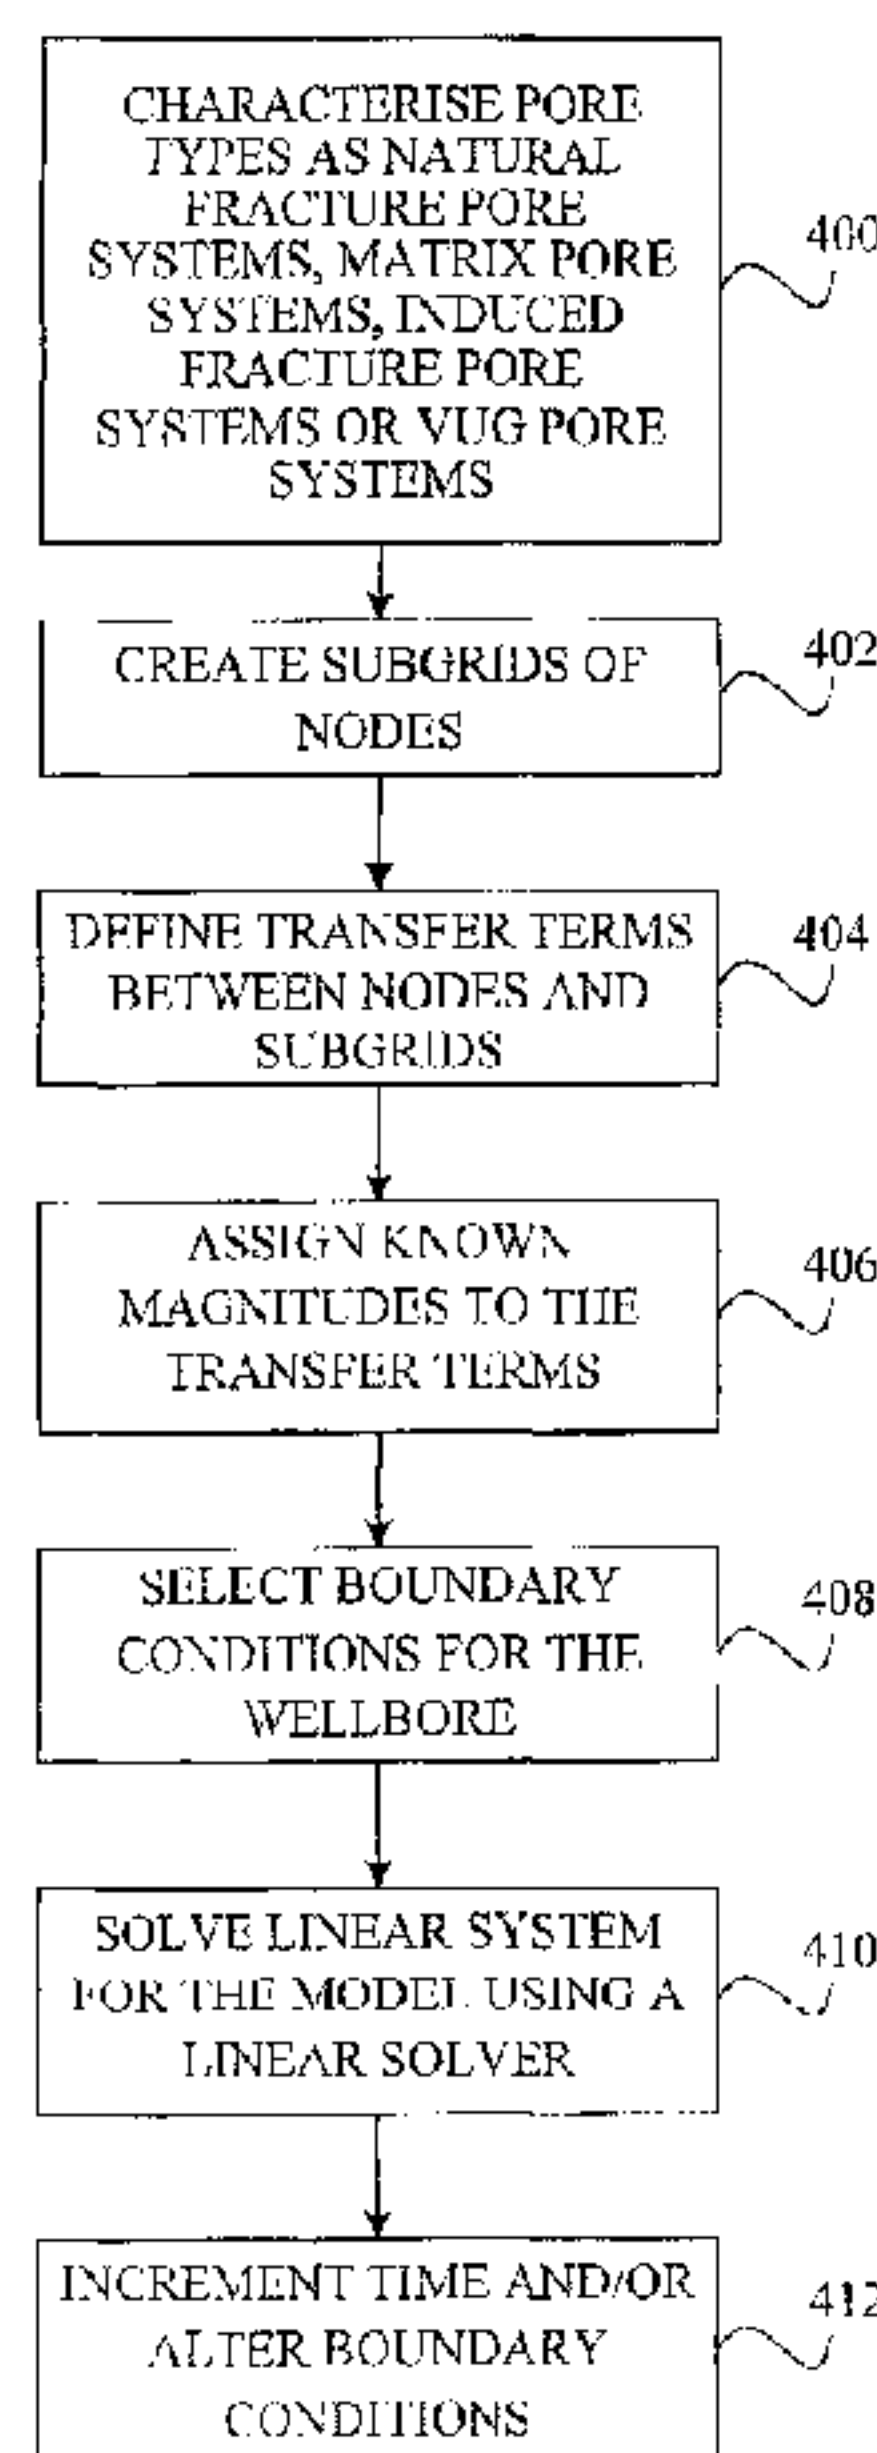 CHARACTERISE PORE
TYPES AS NATURAL
FRACTURE PORE
SYSTEMS, MATRIX PORE
SYSTEMS, INDUCED
FRACTURE PORE
SYSTEMS OR VUG PORE
SYSTEMS
400
CREATE SUBGRIDS OF
NODES
402
DEFINE TRANSFER TERMS
BETWEEN NODES AND
SUBGRIDS
404
ASSIGN KNOWN
MAGNITUDES TO THE
TRANSFER TERMS
406
SELECT BOUNDARY
CONDITIONS FOR THE
WELLBORE
408
SOLVE LINEAR SYSTEM
FOR THE MODEL USING A
LINEAR SOLVER
410
INCREMENT TIME AND/OR
ALTER BOUNDARY
CONDITIONS
412